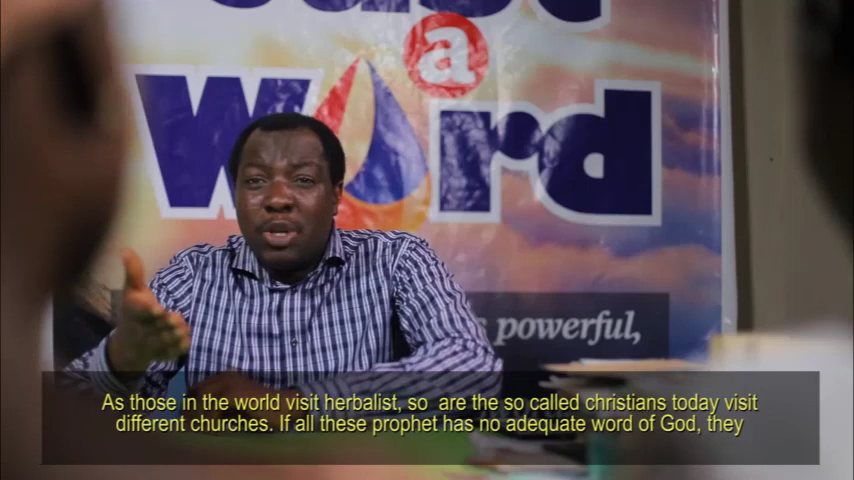 a
Word
s powerful,
As those in the world visit herbalist, so  are the so called christians today visit
different churches. If all these prophet has no adequate word of God, they